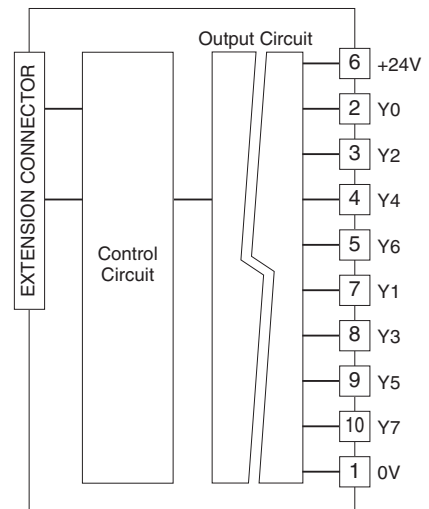 Output Circuit
EXTENSION CONNECTOR
Control
Circuit
6 +24V
2 Y0
3 Y2
4 Y4
5 Y6
7 Y1
8 Y3
9 Y5
10 Y7
1 0V